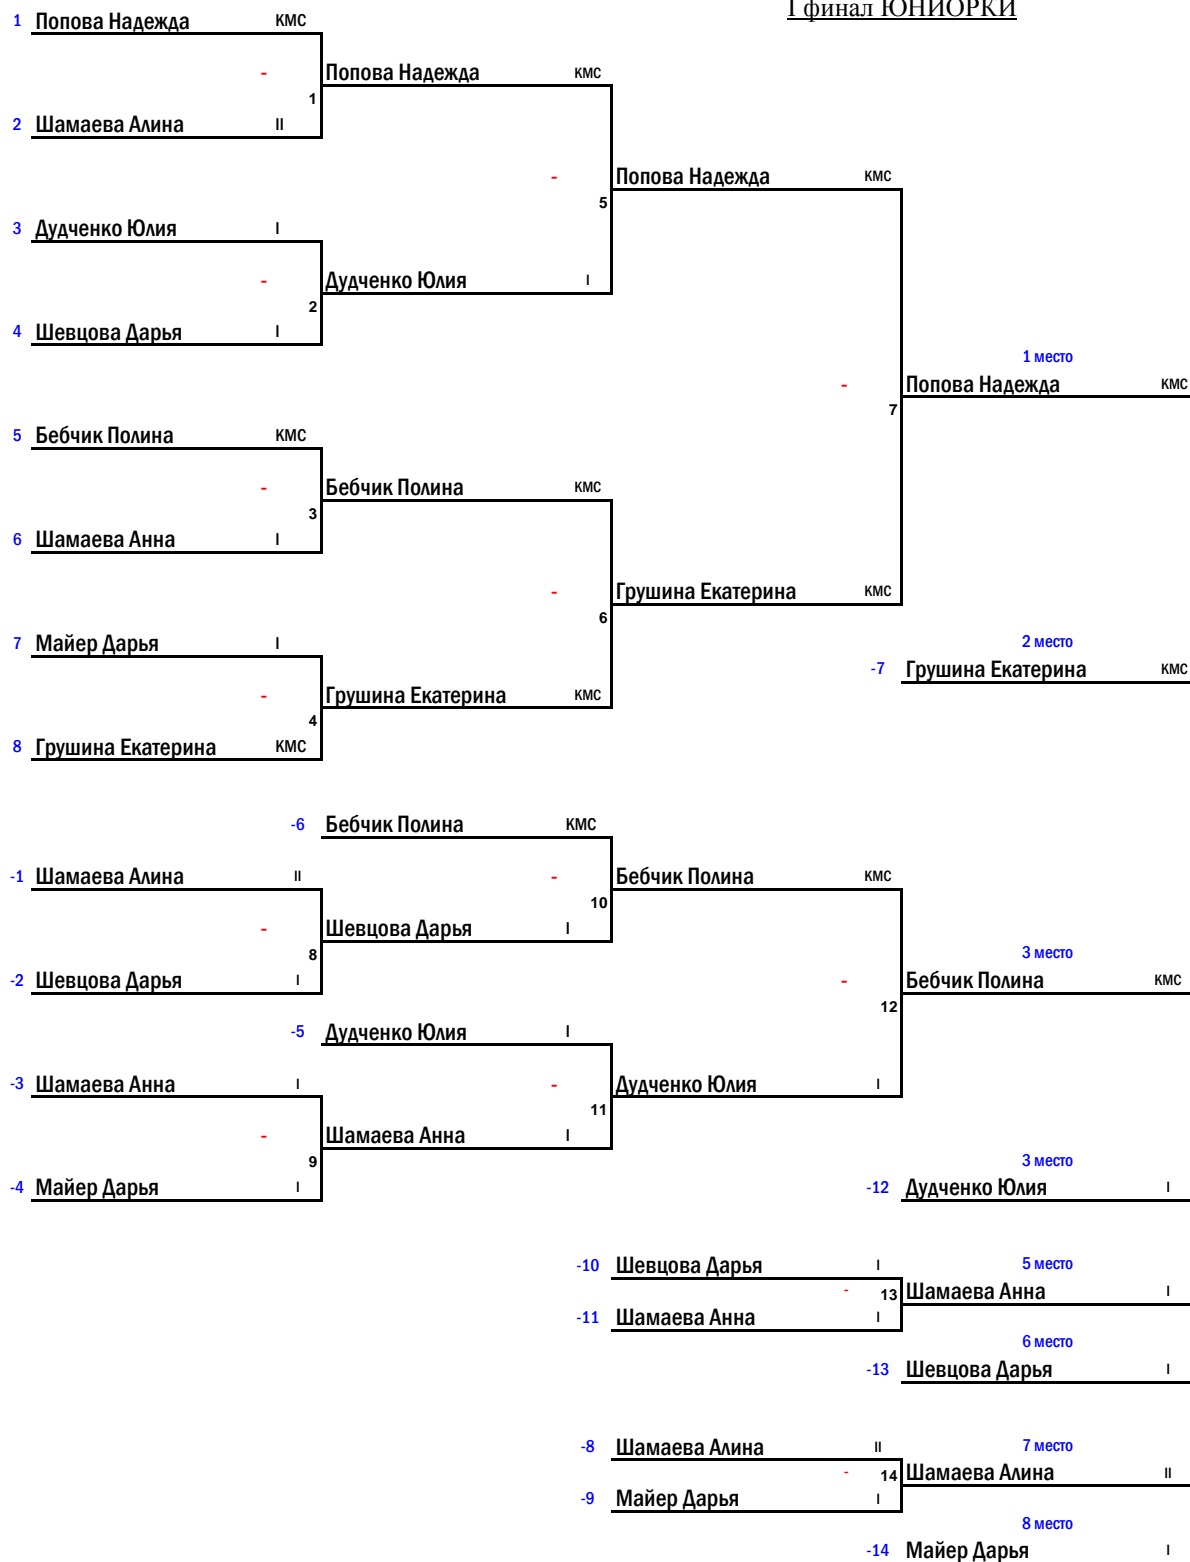 I финал ЮНИОРКИ
1 Попова Надежда КМС
- Попова Надежда КМС
1
2 Шамаева Алина II
- Попова Надежда КМС
5
3 Дудченко Юлия I
- Дудченко Юлия I
2
4 Шевцова Дарья I
1 место
- Попова Надежда КМС
7
5 Бебчик Полина КМС
- Бебчик Полина КМС
3
6 Шамаева Анна I
- Грушина Екатерина КМС
6
7 Майер Дарья I
2 место
-7 Грушина Екатерина КМС
- Грушина Екатерина КМС
4
8 Грушина Екатерина КМС
-6 Бебчик Полина КМС
-1 Шамаева Алина II - Бебчик Полина КМС
10
- Шевцова Дарья I
8
3 место
-2 Шевцова Дарья I - Бебчик Полина КМС
12
-5 Дудченко Юлия I
-3 Шамаева Анна I - Дудченко Юлия I
11
- Шамаева Анна I
9
3 место
-4 Майер Дарья I -12 Дудченко Юлия I
-10 Шевцова Дарья I 5 место
- 13 Шамаева Анна I
-11 Шамаева Анна I
6 место
-13 Шевцова Дарья I
-8 Шамаева Алина II 7 место
- 14 Шамаева Алина II
-9 Майер Дарья I
8 место
-14 Майер Дарья I